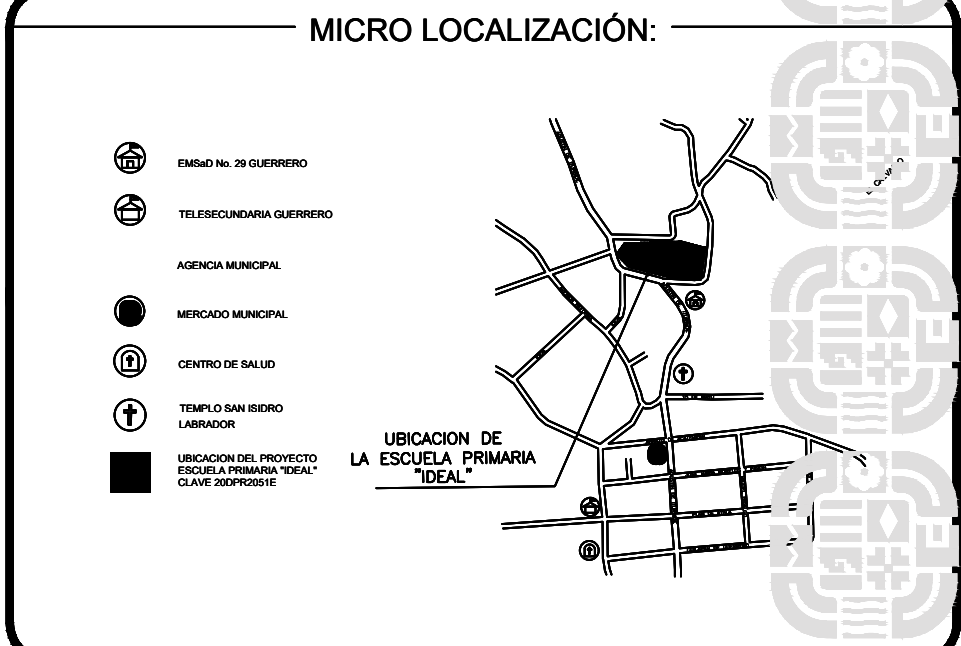 MICRO LOCALIZACIÓN:
EMSaD No. 29 GUERRERO
TELESECUNDARIA GUERRERO
AGENCIA MUNICIPAL
MERCADO MUNICIPAL
CENTRO DE SALUD
TEMPLO SAN ISIDRO
LABRADOR
UBICACION DEL PROYECTO
ESCUELA PRIMARIA "IDEAL"
CLAVE 20DPR2051E
UBICACION DE
LA ESCUELA PRIMARIA
"IDEAL"